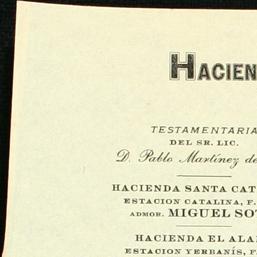 HACIEN
TESTAMENTARIA
DEL SR. LIC.
D. Pablo Martínez de
HACIENDA SANTA CAT
ESTACION CATALINA, F.
ADMOR. MIGUEL SOT
HACIENDA EL ALA
ESTACION YERBANÍS, F.